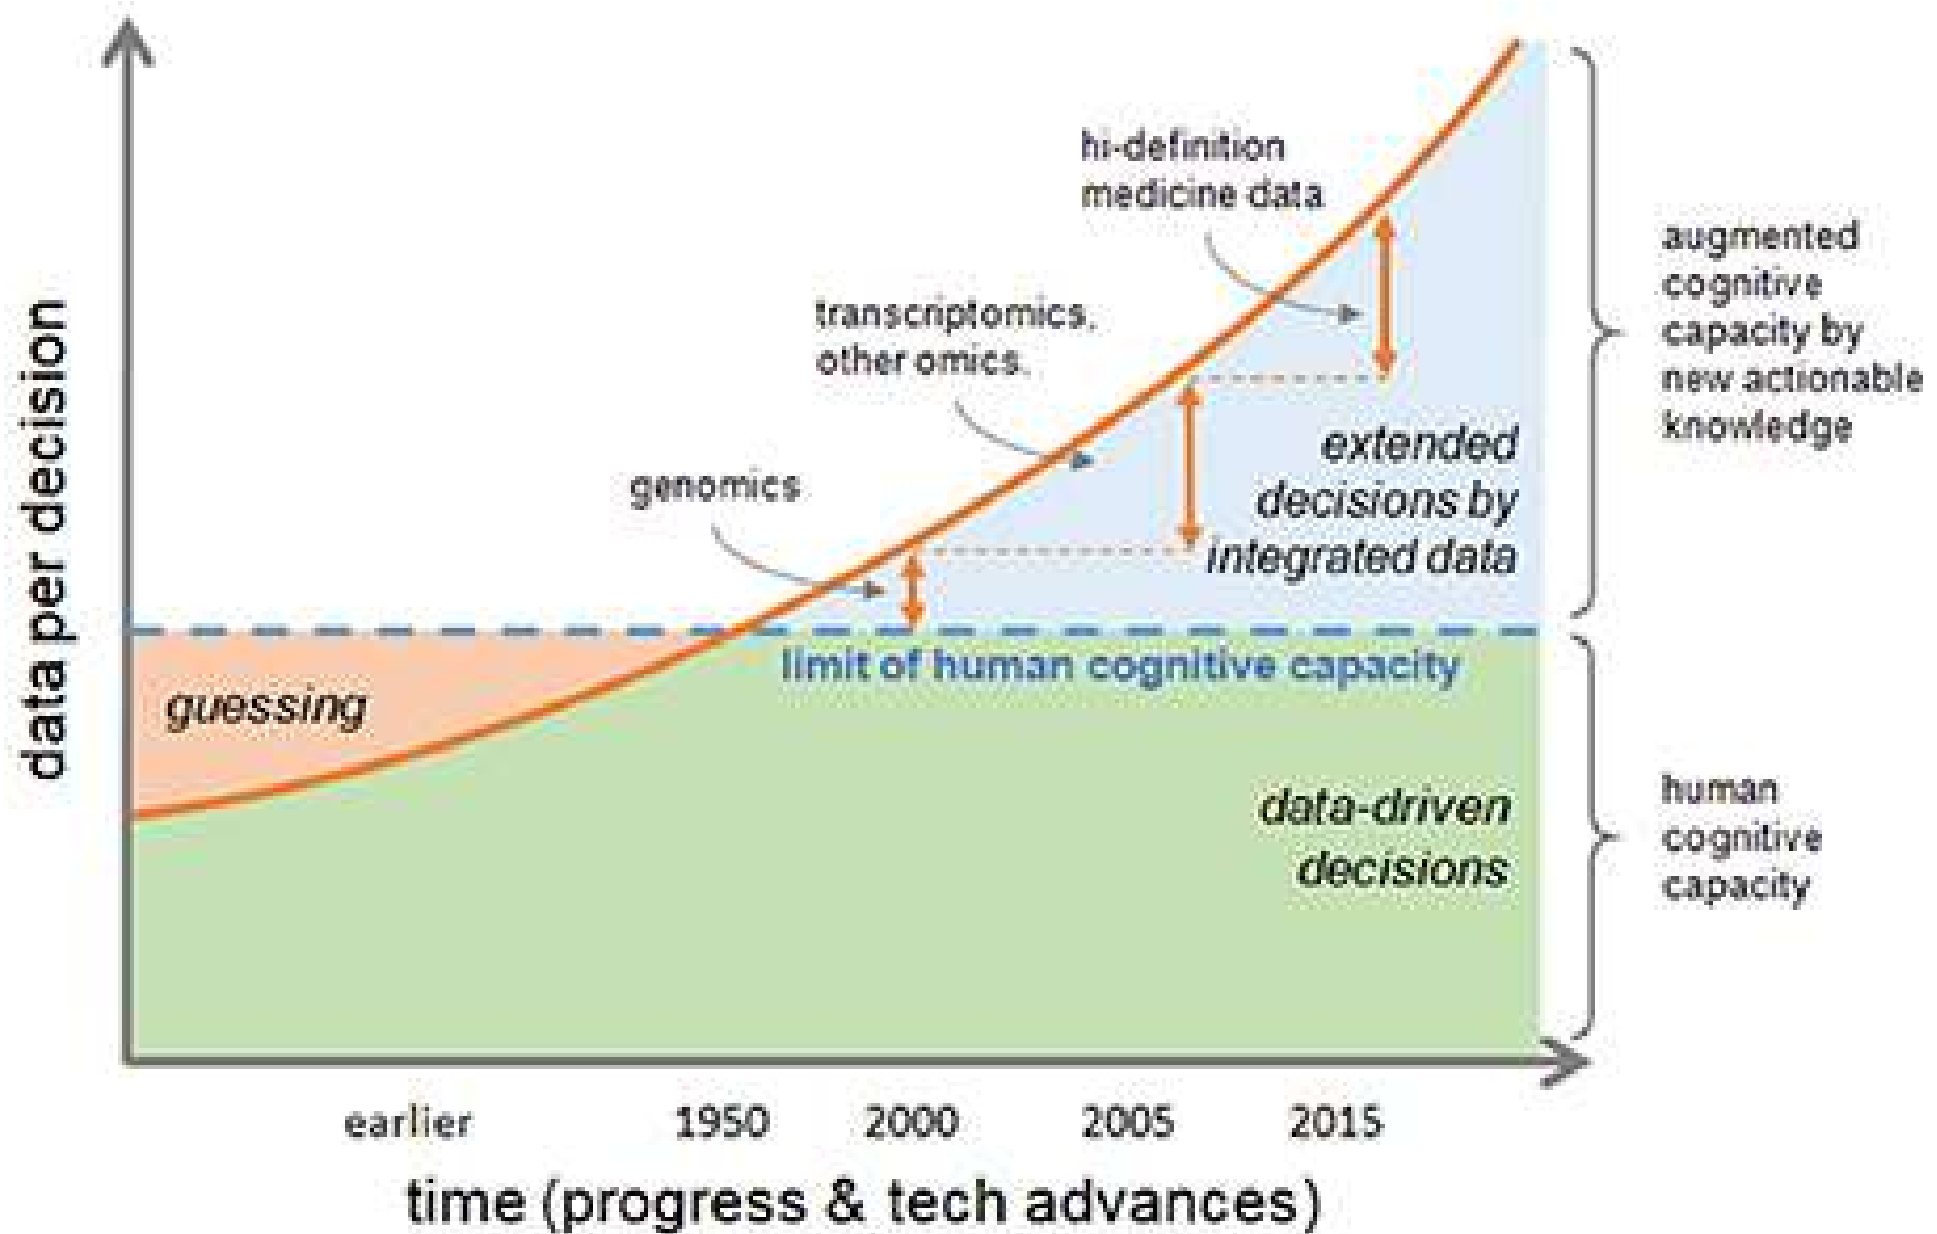 hi-definition
medicine data
transcriptomics,
other omics.
genomics
augmented
cognitive
capacity by
new actionable
knowledge
extended
decisions by
integrated data
limit of human cognitive capacity
guessing
data-driven
decisions
human
cognitive
capacity
data per decision
earlier 1950 2000 2005 2015
time (progress & tech advances)